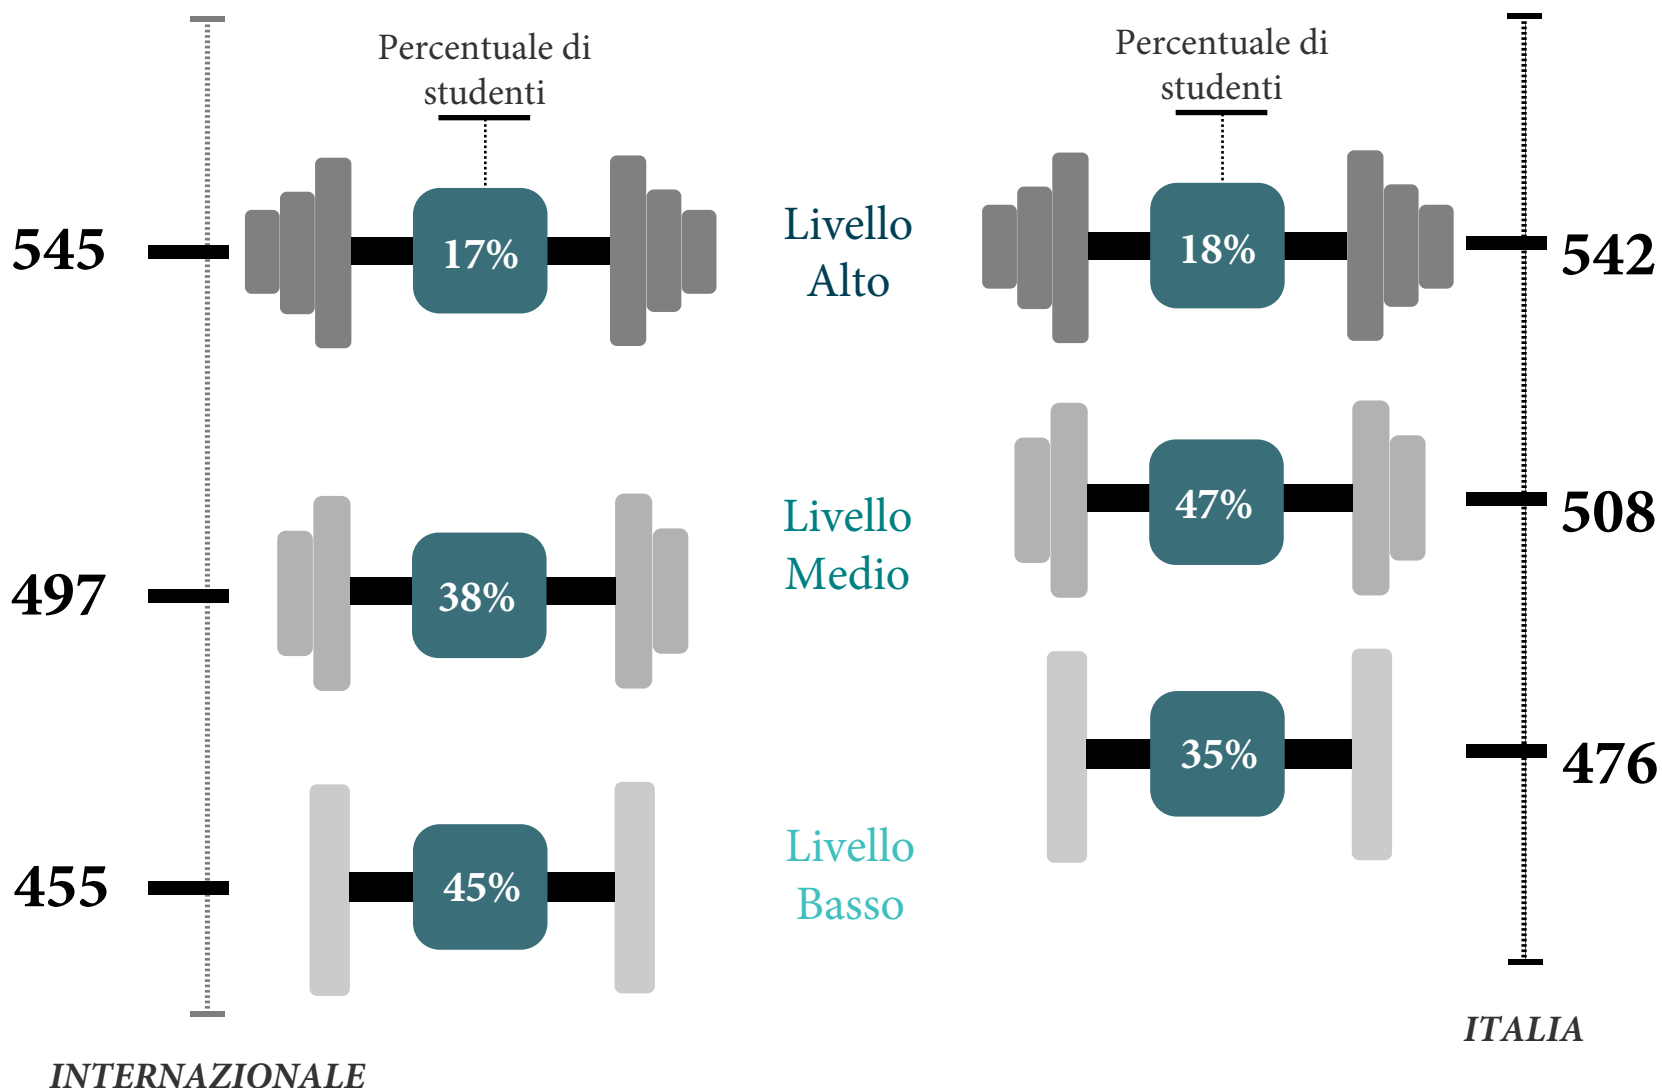 Percentuale di
studenti
Percentuale di
studenti
545
17%
Livello
Alto
18%
542
497
38%
Livello
Medio
47%
508
455
45%
Livello
Basso
35%
476
INTERNAZIONALE
ITALIA